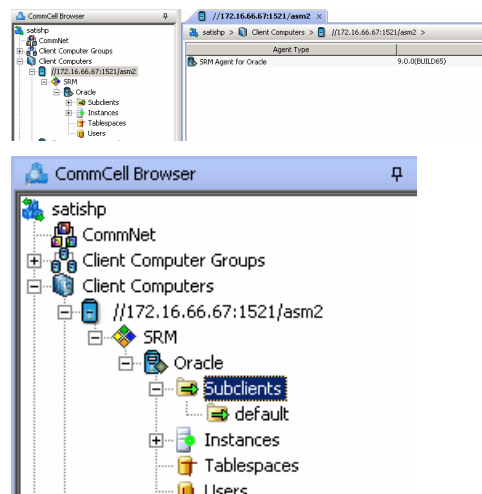 CommCell Browser
//172.16.66.67:1521/asm2
satishp
CommNet
Client Computer Groups
Client Computers
//172.16.66.67:1521/asm2
SRM
Oracle
Subclients
Instances
Tablespaces
Users
satishp > Client Computers > //172.16.66.67:1521/asm2 >
Agent Type
SRM Agent for Oracle 9.0.0(BUILD65)
CommCell Browser
satishp
CommNet
Client Computer Groups
Client Computers
//172.16.66.67:1521/asm2
SRM
Oracle
Subclients
default
Instances
Tablespaces
Users